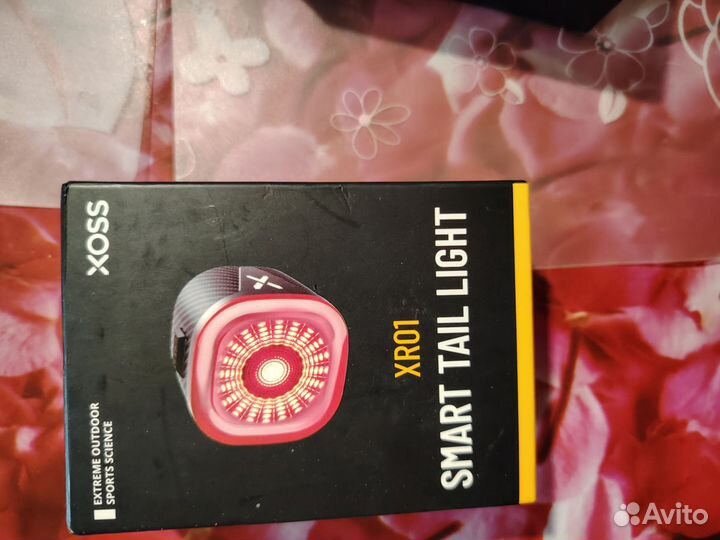 XOSS
EXTREME OUTDOOR
SPORTS SCIENCE
XR01
SMART TAIL LIGHT
Avito